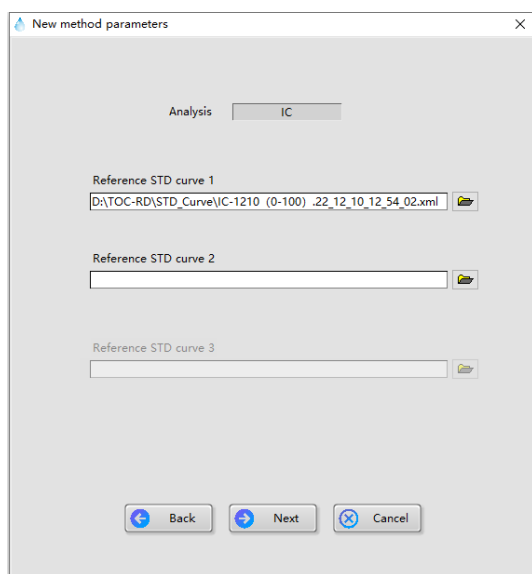 New method parameters
Analysis IC
Reference STD curve 1
D:\TOC-RD\STD_Curve\IC-1210 (0-100) .22_12_10_12_54_02.xml
Reference STD curve 2
Reference STD curve 3
Back Next Cancel